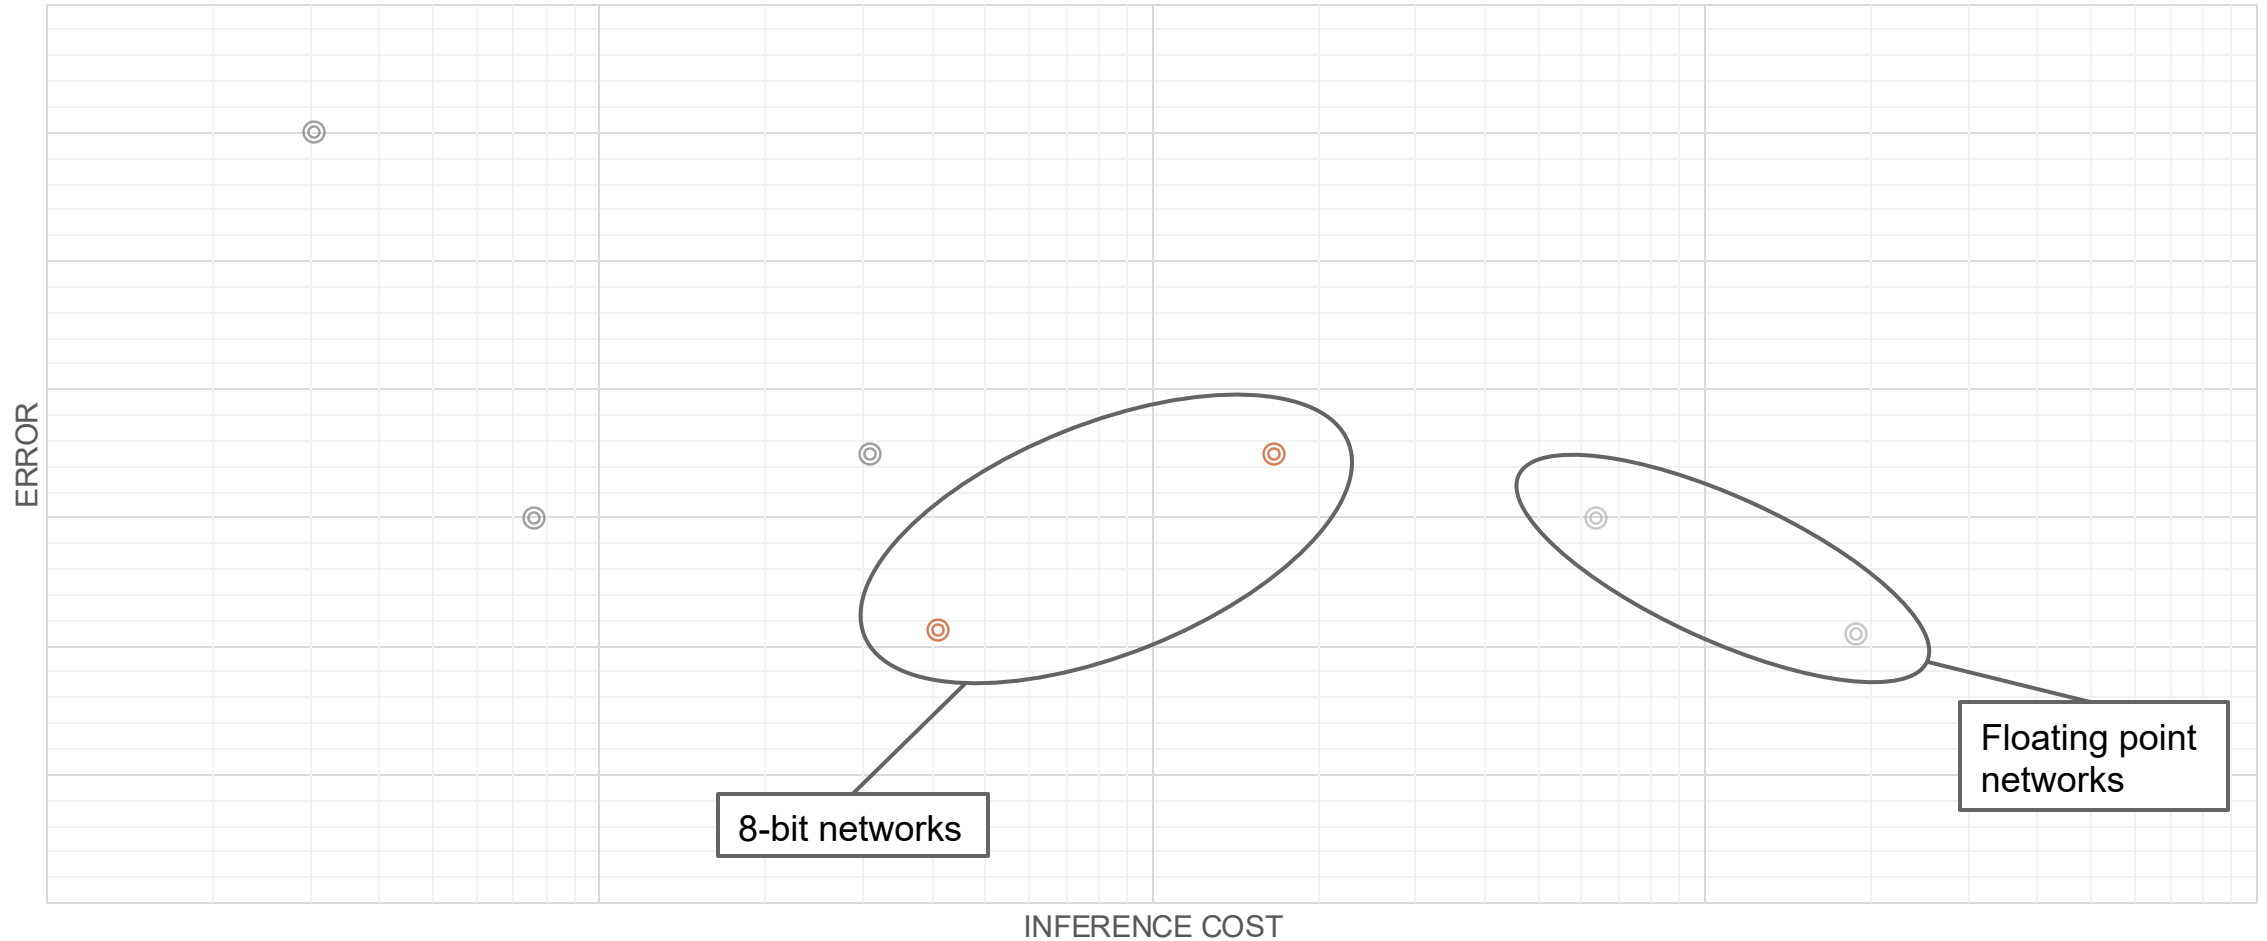 ERROR
8-bit networks
Floating point
networks
INFERENCE COST